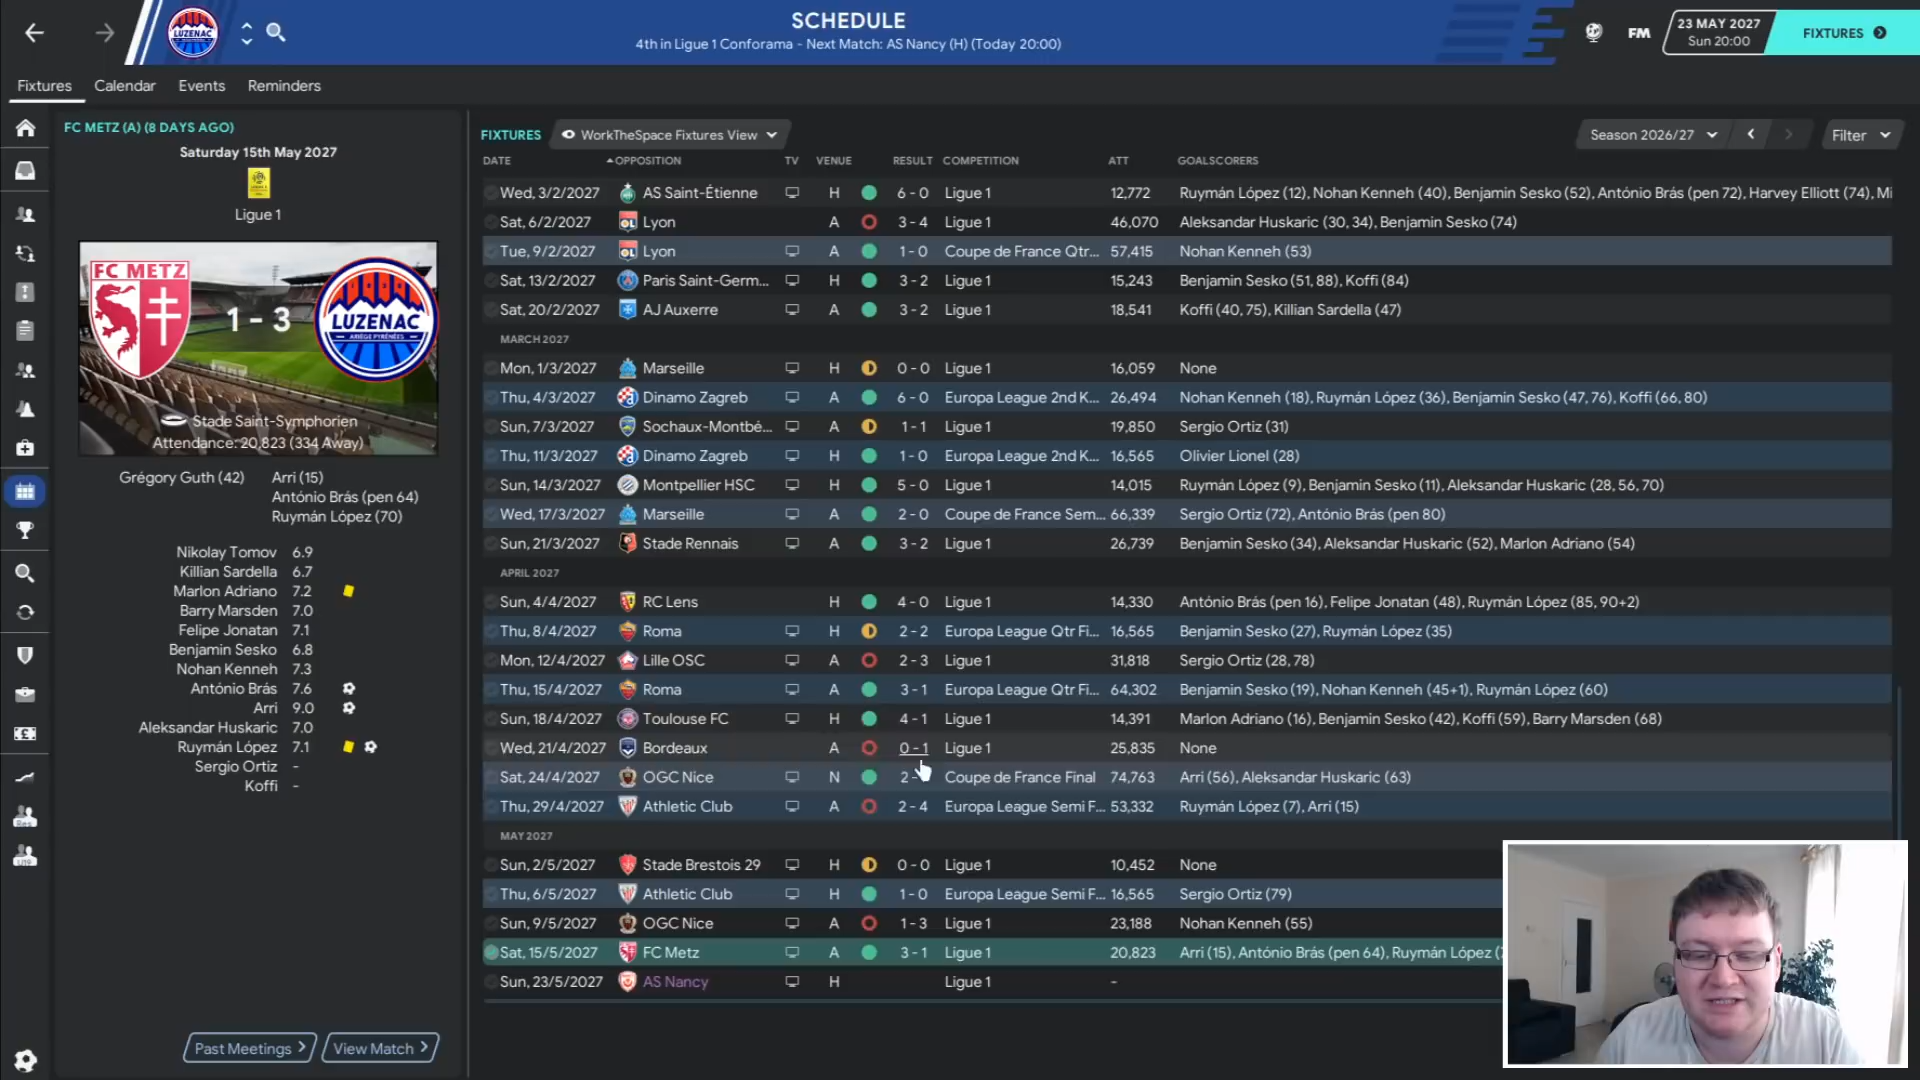 SCHEDULE
4th in Ligue 1 Conforama - Next Match: AS Nancy (H) (Today 20:00)
LUZENAC
FM
23 MAY 2027
Sun 20:00
FIXTURES
Fixtures Calendar Events Reminders
FC METZ (A) (8 DAYS AGO)
Saturday 15th May 2027
Ligue 1
FC METZ
1 - 3
LUZENAC
ARIÈGE PYRÉNÉES
Stade Saint-Symphorien
Attendance: 20,823 (334 Away)
Grégory Guth (42) Arri (15)
António Brás (pen 64)
Ruymán López (70)
Nikolay Tomov 6.9
Killian Sardella 6.7
Marlon Adriano 7.2
Barry Marsden 7.0
Felipe Jonatan 7.1
Benjamin Sesko 6.8
Nohan Kenneh 7.3
António Brás 7.6
Arri 9.0
Aleksandar Huskaric 7.0
Ruymán López 7.1
Sergio Ortiz -
Koffi -
Past Meetings View Match
FIXTURES WorkTheSpace Fixtures View Season 2026/27 Filter
DATE OPPOSITION TV VENUE RESULT COMPETITION ATT GOALSCORERS
Wed, 3/2/2027 AS Saint-Étienne H 6 - 0 Ligue 1 12,772 Ruymán López (12), Nohan Kenneh (40), Benjamin Sesko (52), António Brás (pen 72), Harvey Elliott (74), Mi
Sat, 6/2/2027 Lyon A 3 - 4 Ligue 1 46,070 Aleksandar Huskaric (30, 34), Benjamin Sesko (74)
Tue, 9/2/2027 Lyon A 1 - 0 Coupe de France Qtr... 57,415 Nohan Kenneh (53)
Sat, 13/2/2027 Paris Saint-Germ... H 3 - 2 Ligue 1 15,243 Benjamin Sesko (51, 88), Koffi (84)
Sat, 20/2/2027 AJ Auxerre A 3 - 2 Ligue 1 18,541 Koffi (40, 75), Killian Sardella (47)
MARCH 2027
Mon, 1/3/2027 Marseille H 0 - 0 Ligue 1 16,059 None
Thu, 4/3/2027 Dinamo Zagreb A 6 - 0 Europa League 2nd K... 26,494 Nohan Kenneh (18), Ruymán López (36), Benjamin Sesko (47, 76), Koffi (66, 80)
Sun, 7/3/2027 Sochaux-Montbé... A 1 - 1 Ligue 1 19,850 Sergio Ortiz (31)
Thu, 11/3/2027 Dinamo Zagreb H 1 - 0 Europa League 2nd K... 16,565 Olivier Lionel (28)
Sun, 14/3/2027 Montpellier HSC H 5 - 0 Ligue 1 14,015 Ruymán López (9), Benjamin Sesko (11), Aleksandar Huskaric (28, 56, 70)
Wed, 17/3/2027 Marseille A 2 - 0 Coupe de France Sem... 66,339 Sergio Ortiz (72), António Brás (pen 80)
Sun, 21/3/2027 Stade Rennais A 3 - 2 Ligue 1 26,739 Benjamin Sesko (34), Aleksandar Huskaric (52), Marlon Adriano (54)
APRIL 2027
Sun, 4/4/2027 RC Lens H 4 - 0 Ligue 1 14,330 António Brás (pen 16), Felipe Jonatan (48), Ruymán López (85, 90+2)
Thu, 8/4/2027 Roma H 2 - 2 Europa League Qtr Fi... 16,565 Benjamin Sesko (27), Ruymán López (35)
Mon, 12/4/2027 Lille OSC A 2 - 3 Ligue 1 31,818 Sergio Ortiz (28, 78)
Thu, 15/4/2027 Roma A 3 - 1 Europa League Qtr Fi... 64,302 Benjamin Sesko (19), Nohan Kenneh (45+1), Ruymán López (60)
Sun, 18/4/2027 Toulouse FC H 4 - 1 Ligue 1 14,391 Marlon Adriano (16), Benjamin Sesko (42), Koffi (59), Barry Marsden (68)
Wed, 21/4/2027 Bordeaux A 0 - 1 Ligue 1 25,835 None
Sat, 24/4/2027 OGC Nice N 2 - Coupe de France Final 74,763 Arri (56), Aleksandar Huskaric (63)
Thu, 29/4/2027 Athletic Club A 2 - 4 Europa League Semi F... 53,332 Ruymán López (7), Arri (15)
MAY 2027
Sun, 2/5/2027 Stade Brestois 29 H 0 - 0 Ligue 1 10,452 None
Thu, 6/5/2027 Athletic Club H 1 - 0 Europa League Semi F... 16,565 Sergio Ortiz (79)
Sun, 9/5/2027 OGC Nice A 1 - 3 Ligue 1 23,188 Nohan Kenneh (55)
Sat, 15/5/2027 FC Metz A 3 - 1 Ligue 1 20,823 Arri (15), António Brás (pen 64), Ruymán López (
Sun, 23/5/2027 AS Nancy H Ligue 1 -